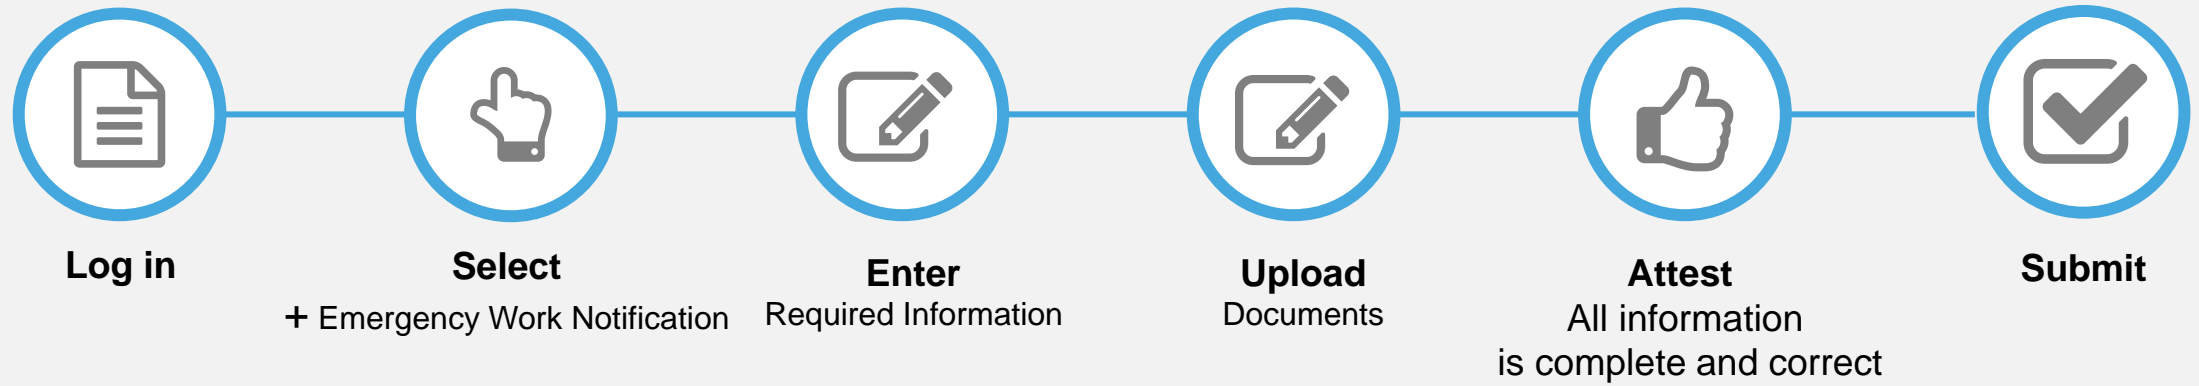 Log in
Select
+ Emergency Work Notification
Enter
Required Information
Upload
Documents
Attest
All information
is complete and correct
Submit